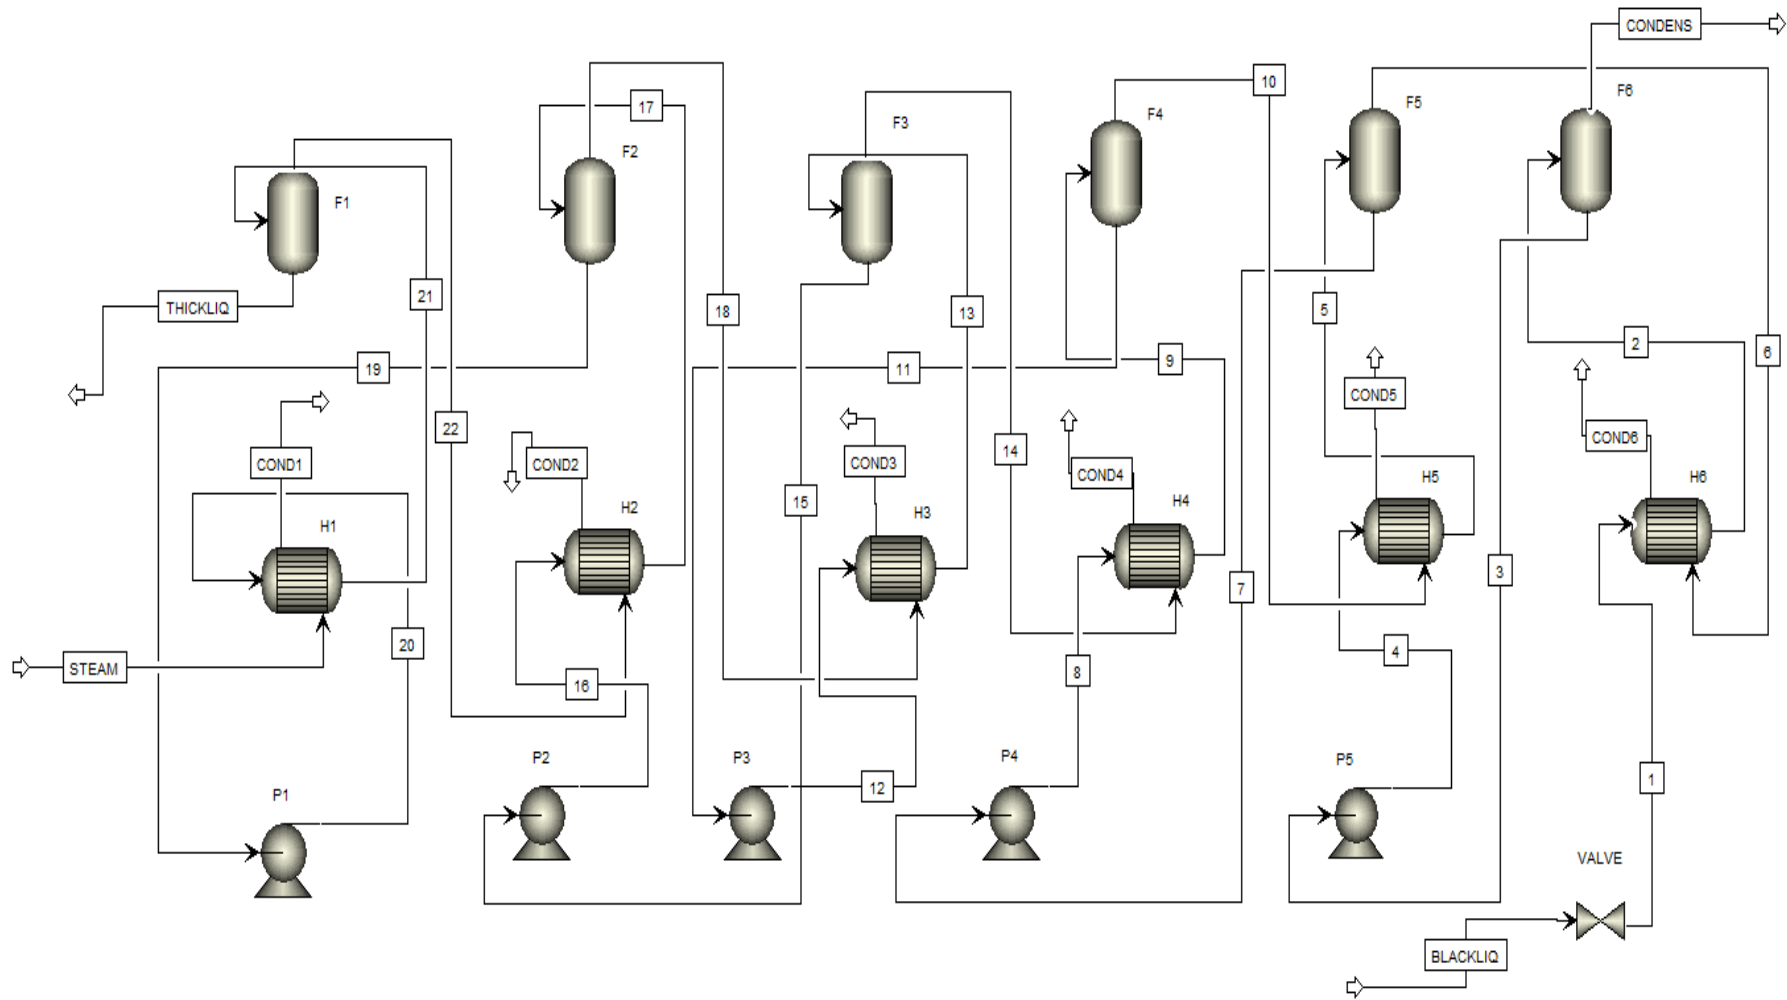 CONDENS
F6
10
F5
17
F4
F3
F2
F1
21
THICKLIQ
18
13
5
2
6
19
11
9
COND5
22
COND6
COND1
COND2
COND3
14
COND4
15
H5
H6
H4
H2
H3
H1
3
7
20
4
STEAM
8
16
P2
P3
P4
P5
12
1
P1
VALVE
BLACKLIQ